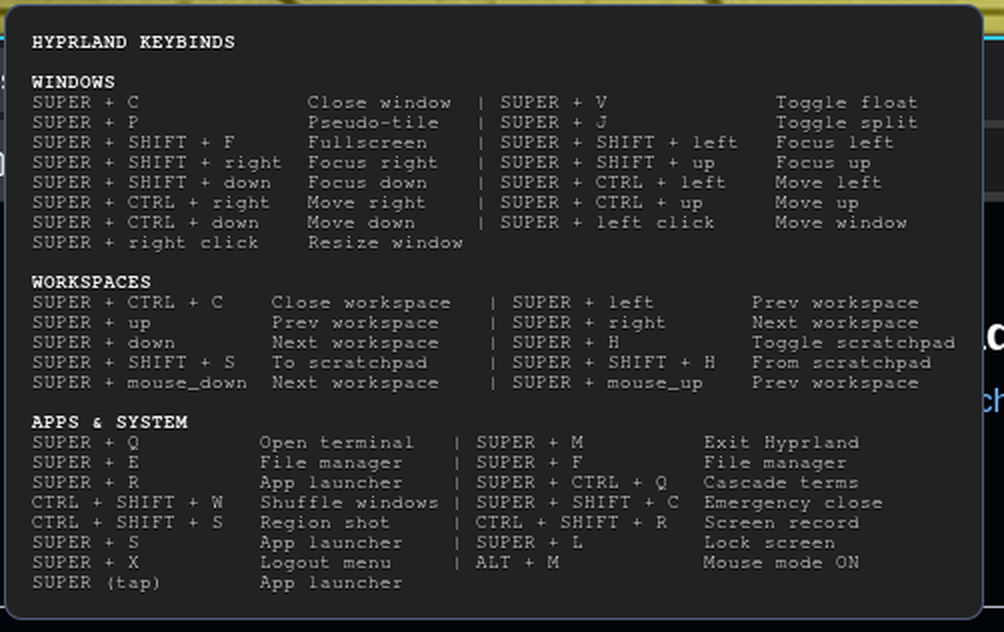 HYPRLAND KEYBINDS
WINDOWS
SUPER + C Close window | SUPER + V Toggle float
SUPER + P Pseudo-tile | SUPER + J Toggle split
SUPER + SHIFT + F Fullscreen | SUPER + SHIFT + left Focus left
SUPER + SHIFT + right Focus right | SUPER + SHIFT + up Focus up
SUPER + SHIFT + down Focus down | SUPER + CTRL + left Move left
SUPER + CTRL + right Move right | SUPER + CTRL + up Move up
SUPER + CTRL + down Move down | SUPER + left click Move window
SUPER + right click Resize window
WORKSPACES
SUPER + CTRL + C Close workspace | SUPER + left Prev workspace
SUPER + up Prev workspace | SUPER + right Next workspace
SUPER + down Next workspace | SUPER + H Toggle scratchpad
SUPER + SHIFT + S To scratchpad | SUPER + SHIFT + H From scratchpad
SUPER + mouse_down Next workspace | SUPER + mouse_up Prev workspace
APPS & SYSTEM
SUPER + Q Open terminal | SUPER + M Exit Hyprland
SUPER + E File manager | SUPER + F File manager
SUPER + R App launcher | SUPER + CTRL + Q Cascade terms
CTRL + SHIFT + W Shuffle windows | SUPER + SHIFT + C Emergency close
CTRL + SHIFT + S Region shot | CTRL + SHIFT + R Screen record
SUPER + S App launcher | SUPER + L Lock screen
SUPER + X Logout menu | ALT + M Mouse mode ON
SUPER (tap) App launcher